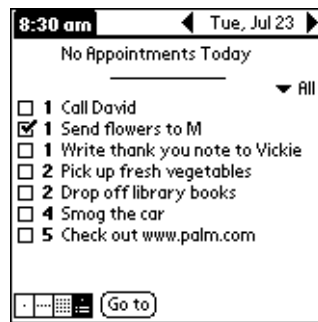 8:30 am Tue, Jul 23
No Appointments Today
All
1 Call David
1 Send flowers to M
1 Write thank you note to Vickie
2 Pick up fresh vegetables
2 Drop off library books
4 Smog the car
5 Check out www.palm.com
Go to